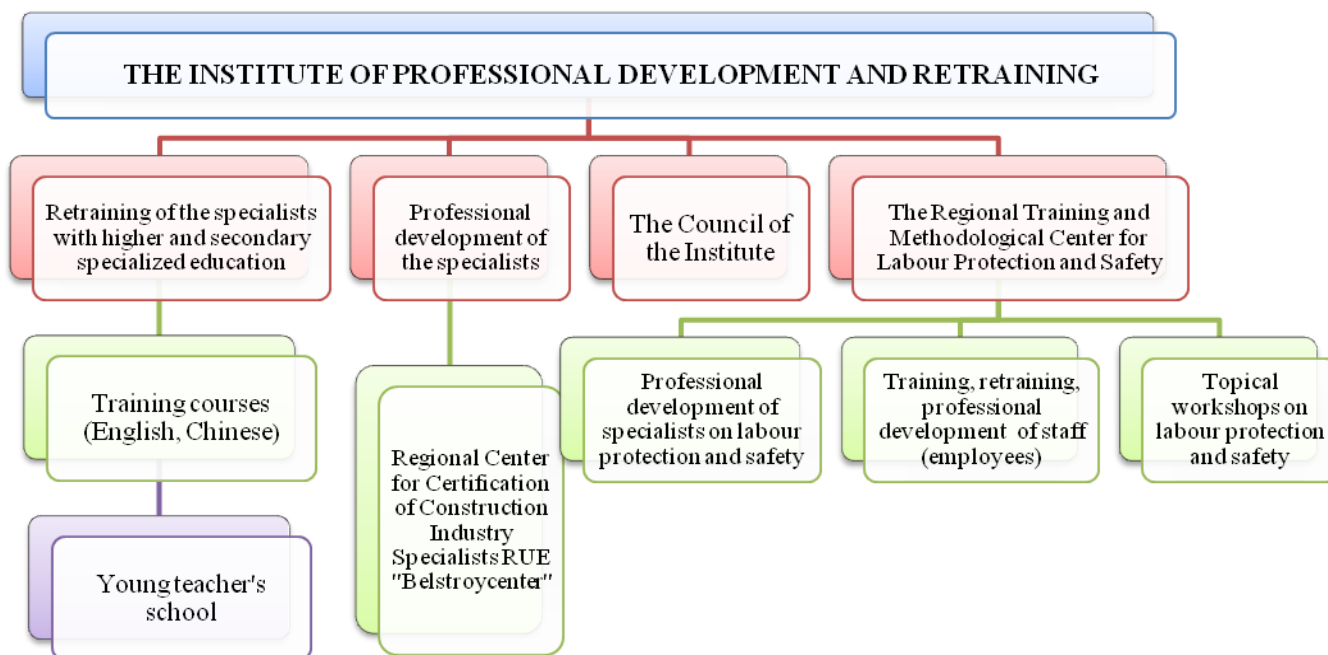 THE INSTITUTE OF PROFESSIONAL DEVELOPMENT AND RETRAINING
Retraining of the specialists
with higher and secondary
specialized education
Professional
development of
the specialists
The Council of
the Institute
The Regional Training and
Methodological Center for
Labour Protection and Safety
Training courses
(English, Chinese)
Regional Center
for Certification
of Construction
Industry
Specialists RUE
"Belstroycenter"
Professional
development of
specialists on labour
protection and safety
Training, retraining,
professional
development of staff
(employees)
Topical
workshops on
labour protection
and safety
Young teacher's
school